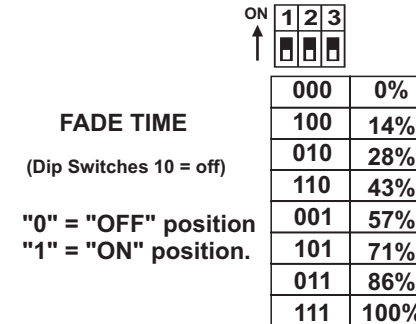 ON 1 2 3
000 0%
FADE TIME
100 14%
(Dip Switches 10 = off)
010 28%
110 43%
"0" = "OFF" position
001 57%
"1" = "ON" position.
101 71%
011 86%
111 100%